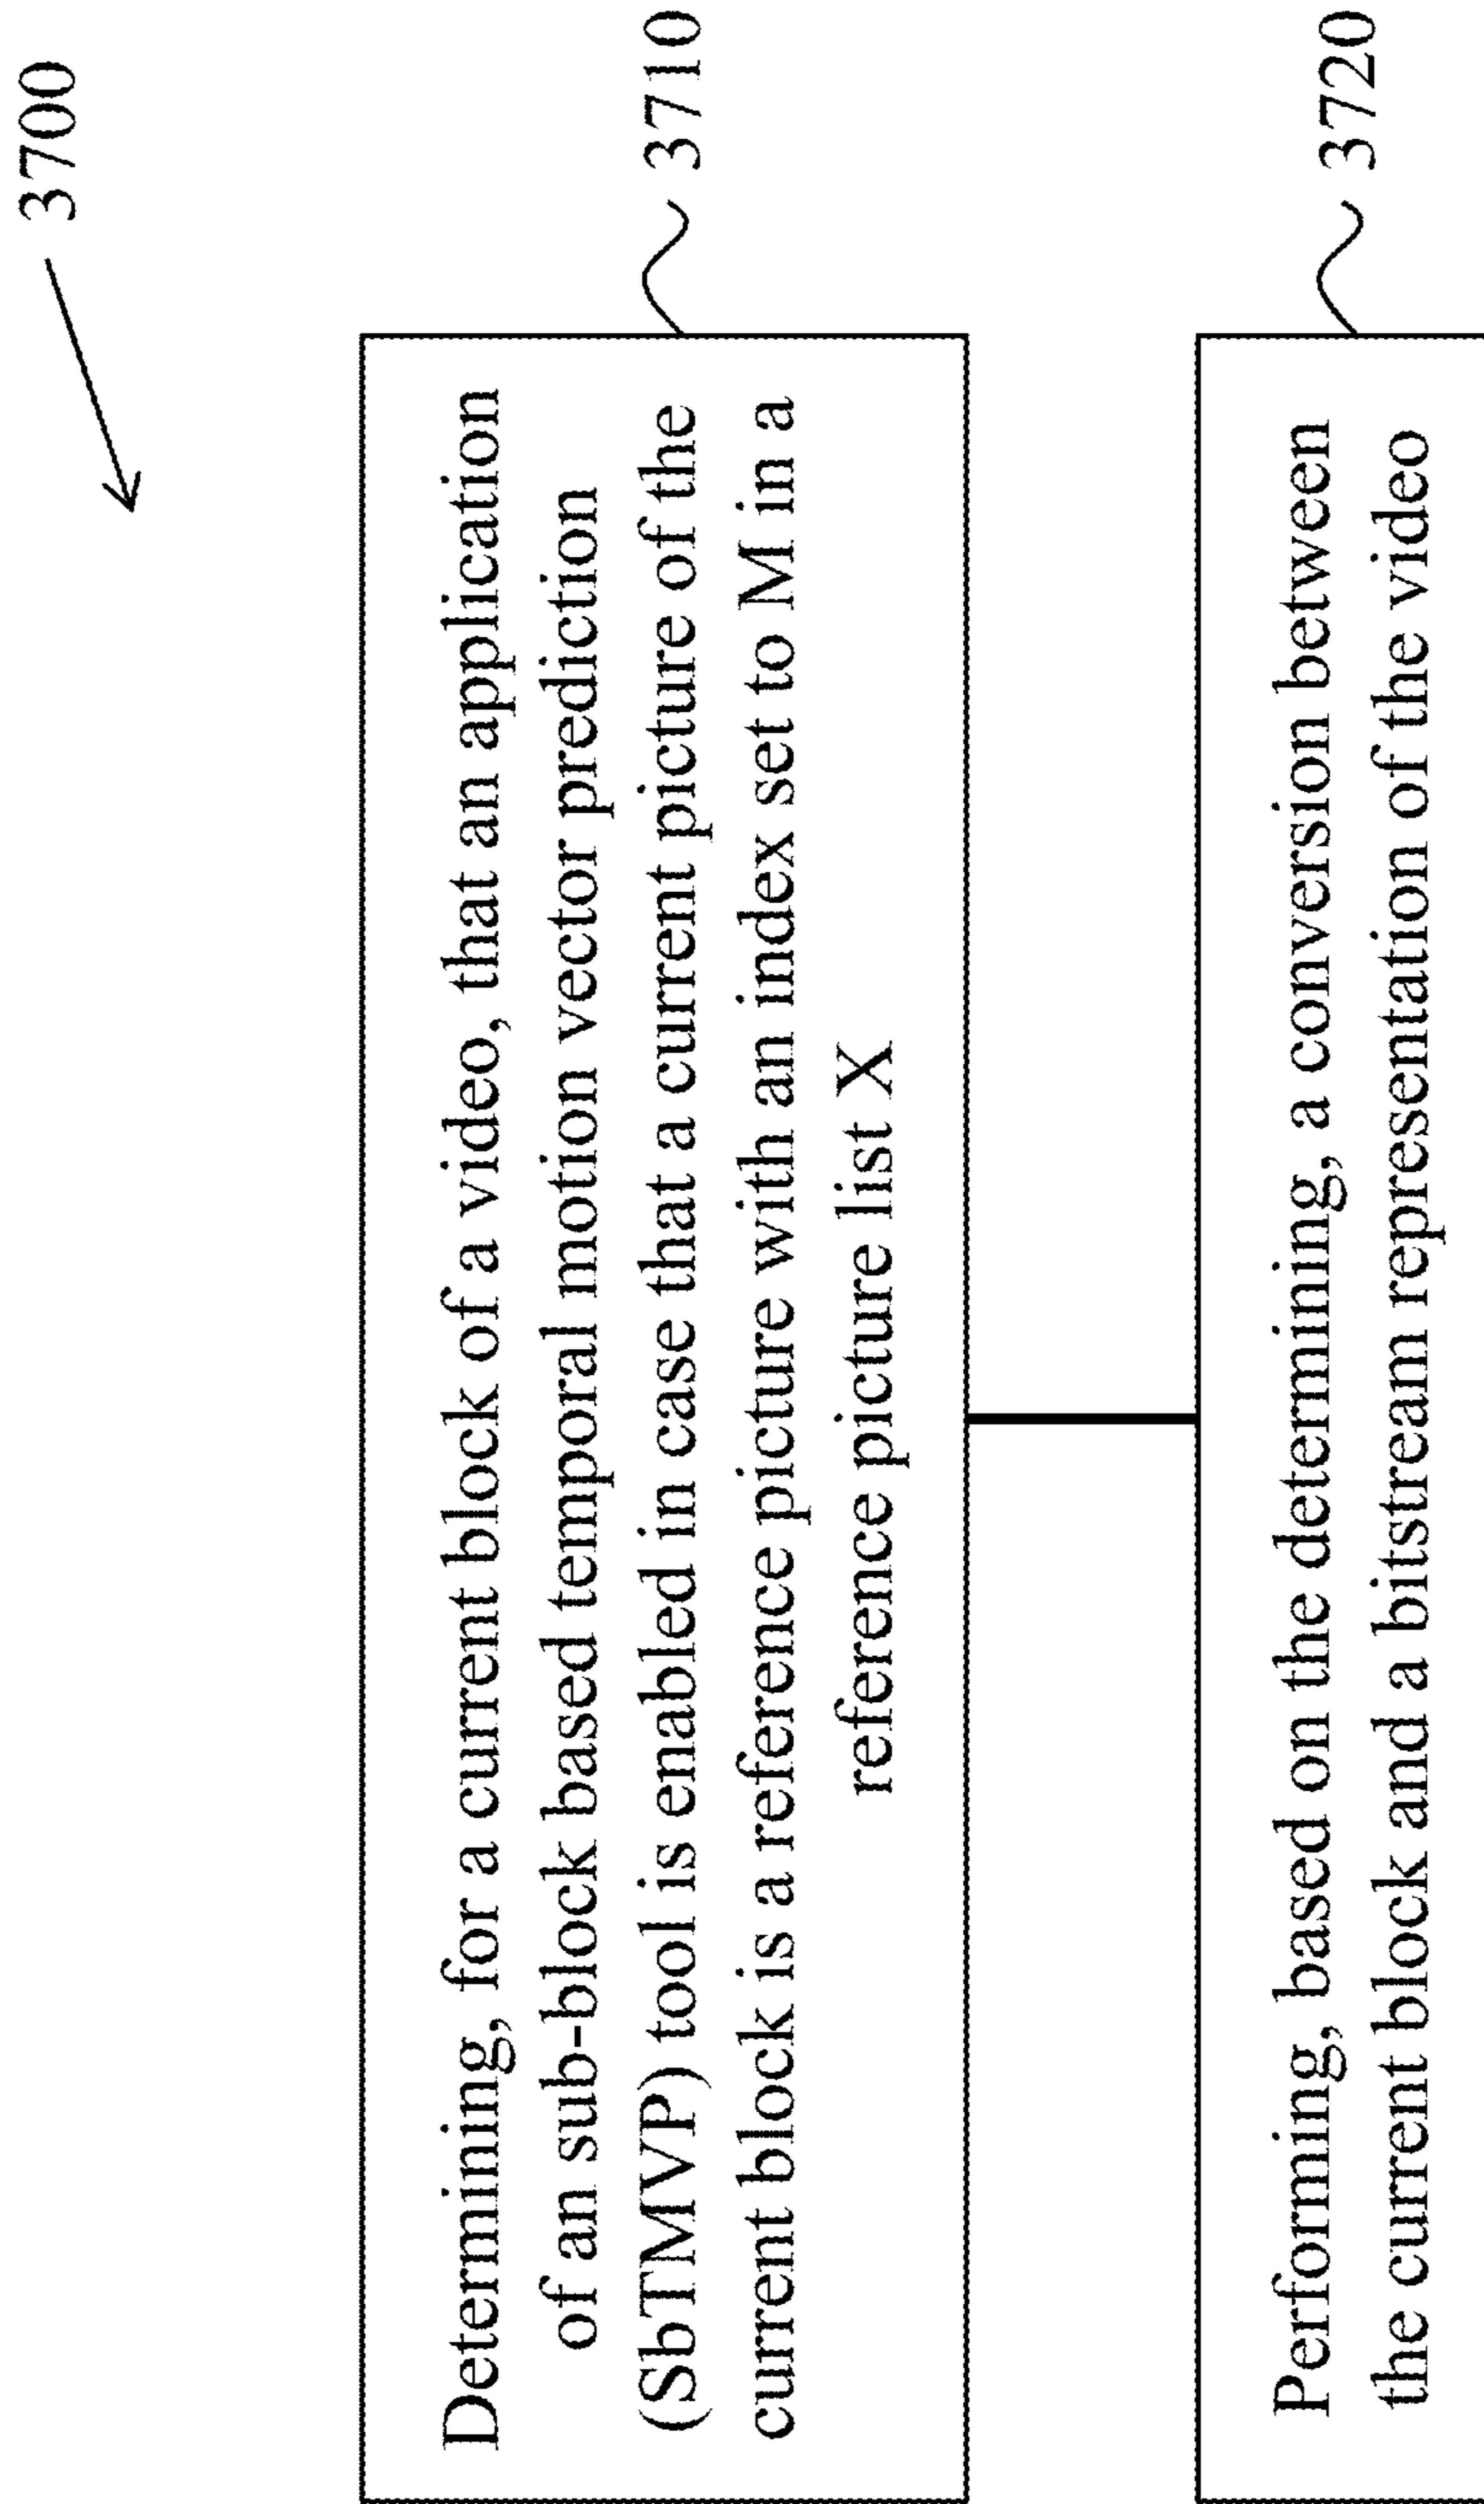 3700
Determining, for a current block of a video, that an application
of an sub-block based temporal motion vector prediction
(SbTMVP) tool is enabled in case that a current picture of the
current block is a reference picture with an index set to M in a
reference picture list X
3710
Performing, based on the determining, a conversion between
the current block and a bitstream representation of the video
3720